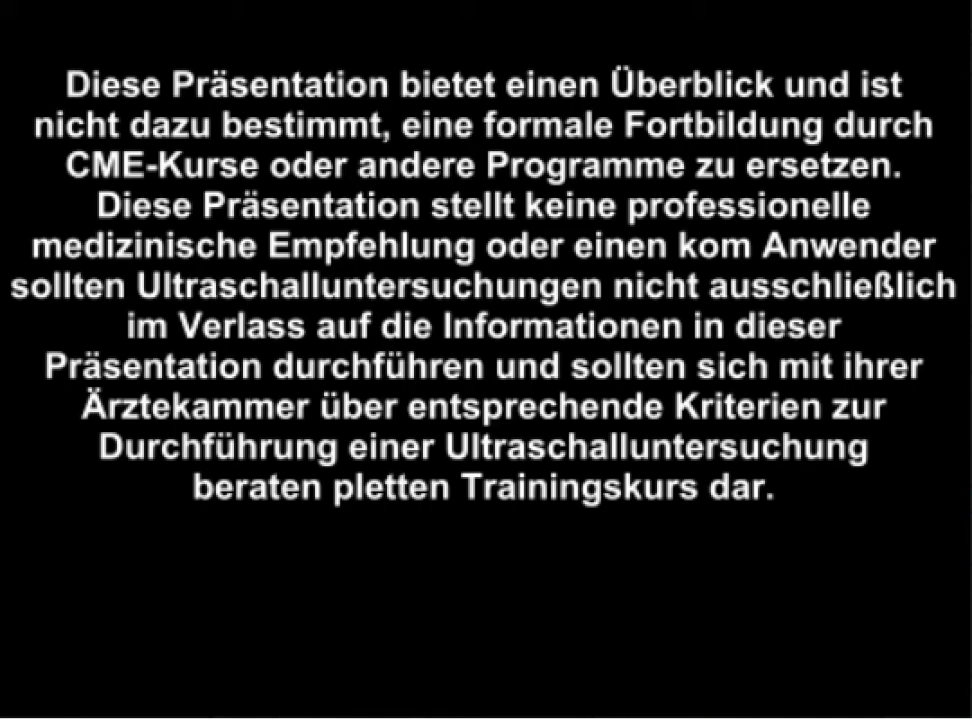 Diese Präsentation bietet einen Überblick und ist
nicht dazu bestimmt, eine formale Fortbildung durch
CME-Kurse oder andere Programme zu ersetzen.
Diese Präsentation stellt keine professionelle
medizinische Empfehlung oder einen kom Anwender
sollten Ultraschalluntersuchungen nicht ausschließlich
im Verlass auf die Informationen in dieser
Präsentation durchführen und sollten sich mit ihrer
Ärztekammer über entsprechende Kriterien zur
Durchführung einer Ultraschalluntersuchung
beraten pletten Trainingskurs dar.